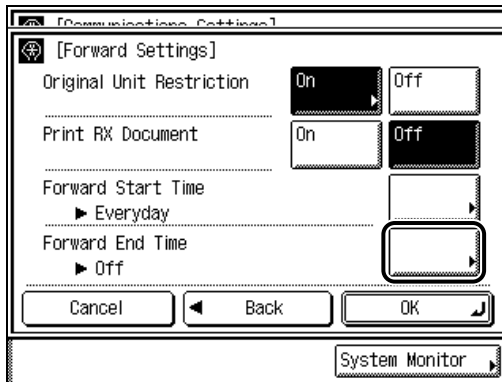 [Forward Settings]
Original Unit Restriction On Off
Print RX Document On Off
Forward Start Time
► Everyday
Forward End Time
► Off
Cancel ◄ Back OK
System Monitor